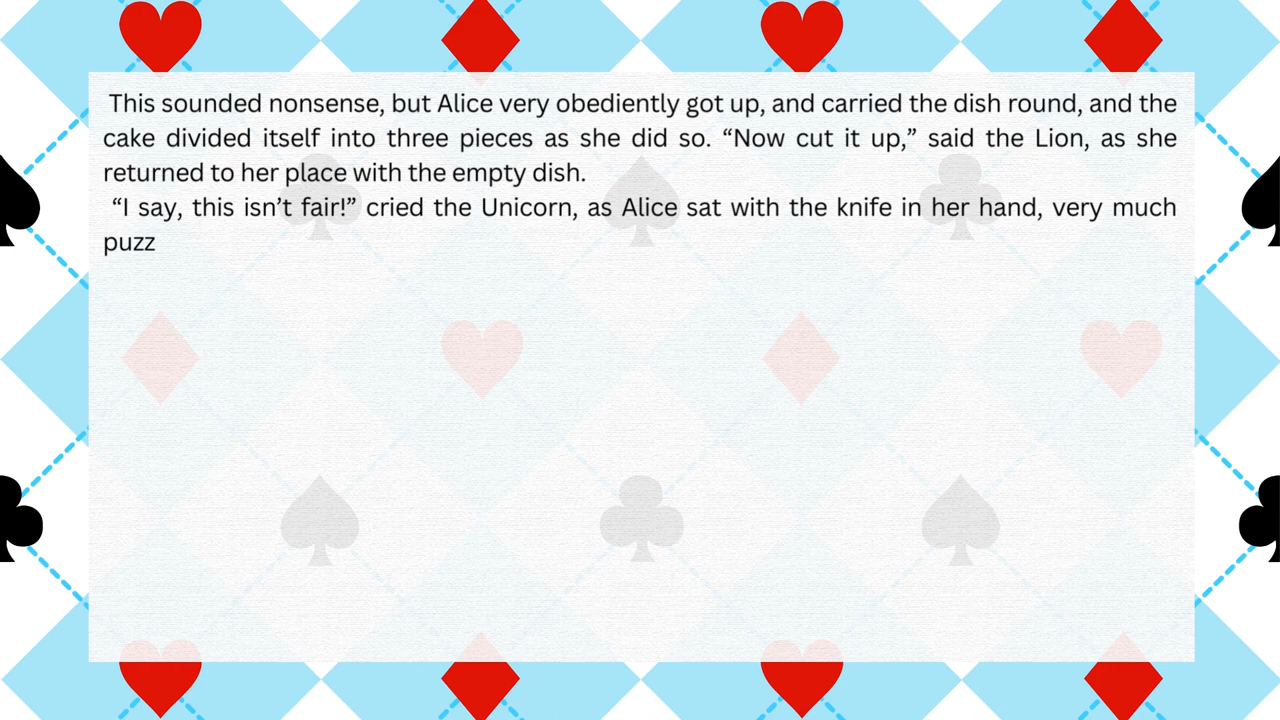 This sounded nonsense, but Alice very obediently got up, and carried the dish round, and the
cake divided itself into three pieces as she did so. “Now cut it up,” said the Lion, as she
returned to her place with the empty dish.
“I say, this isn’t fair!” cried the Unicorn, as Alice sat with the knife in her hand, very much
puzz